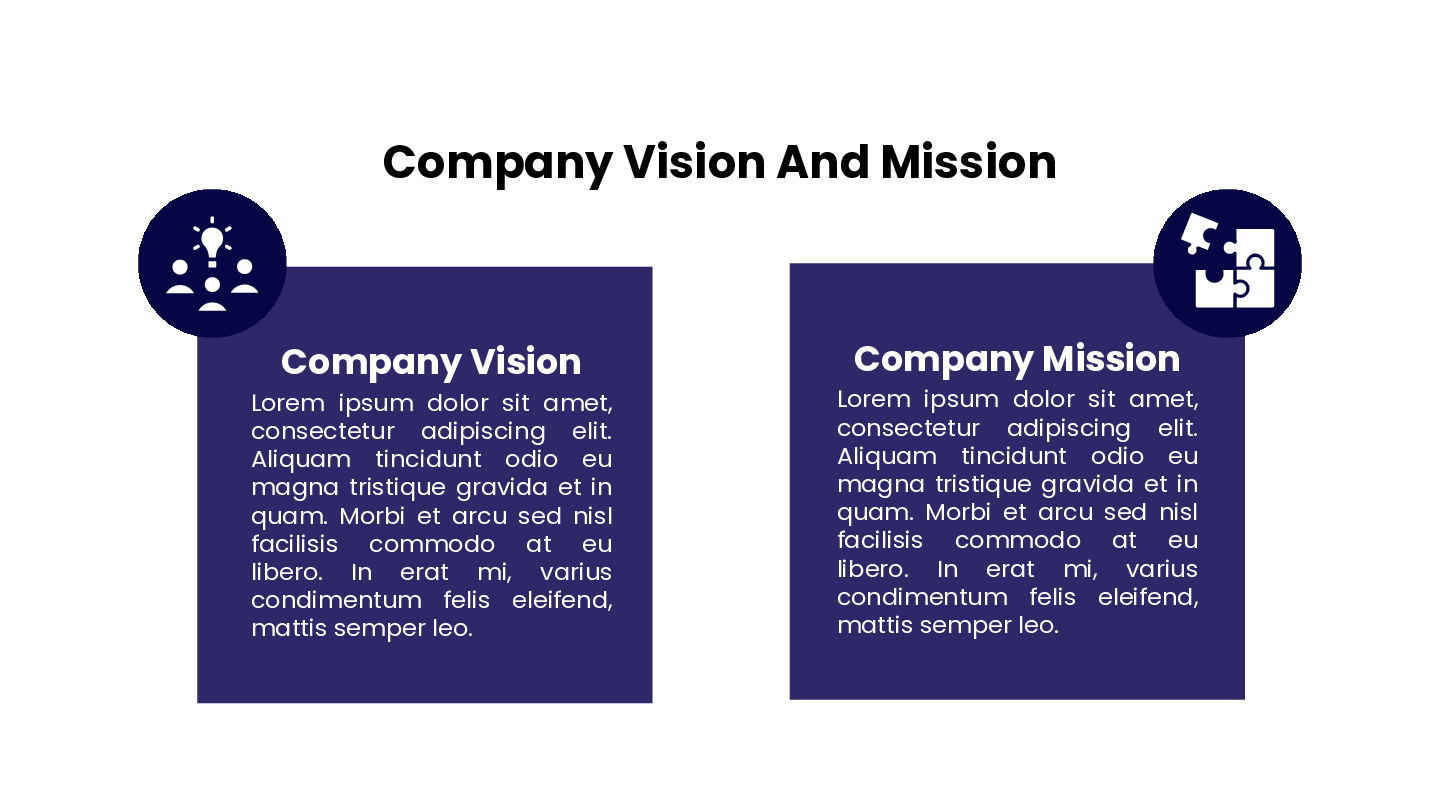 Company Vision And Mission
Company Vision
Lorem ipsum dolor sit amet,
consectetur adipiscing elit.
Aliquam tincidunt odio eu
magna tristique gravida et in
quam. Morbi et arcu sed nisl
facilisis commodo at eu
libero. In erat mi, varius
condimentum felis eleifend,
mattis semper leo.
Company Mission
Lorem ipsum dolor sit amet,
consectetur adipiscing elit.
Aliquam tincidunt odio eu
magna tristique gravida et in
quam. Morbi et arcu sed nisl
facilisis commodo at eu
libero. In erat mi, varius
condimentum felis eleifend,
mattis semper leo.